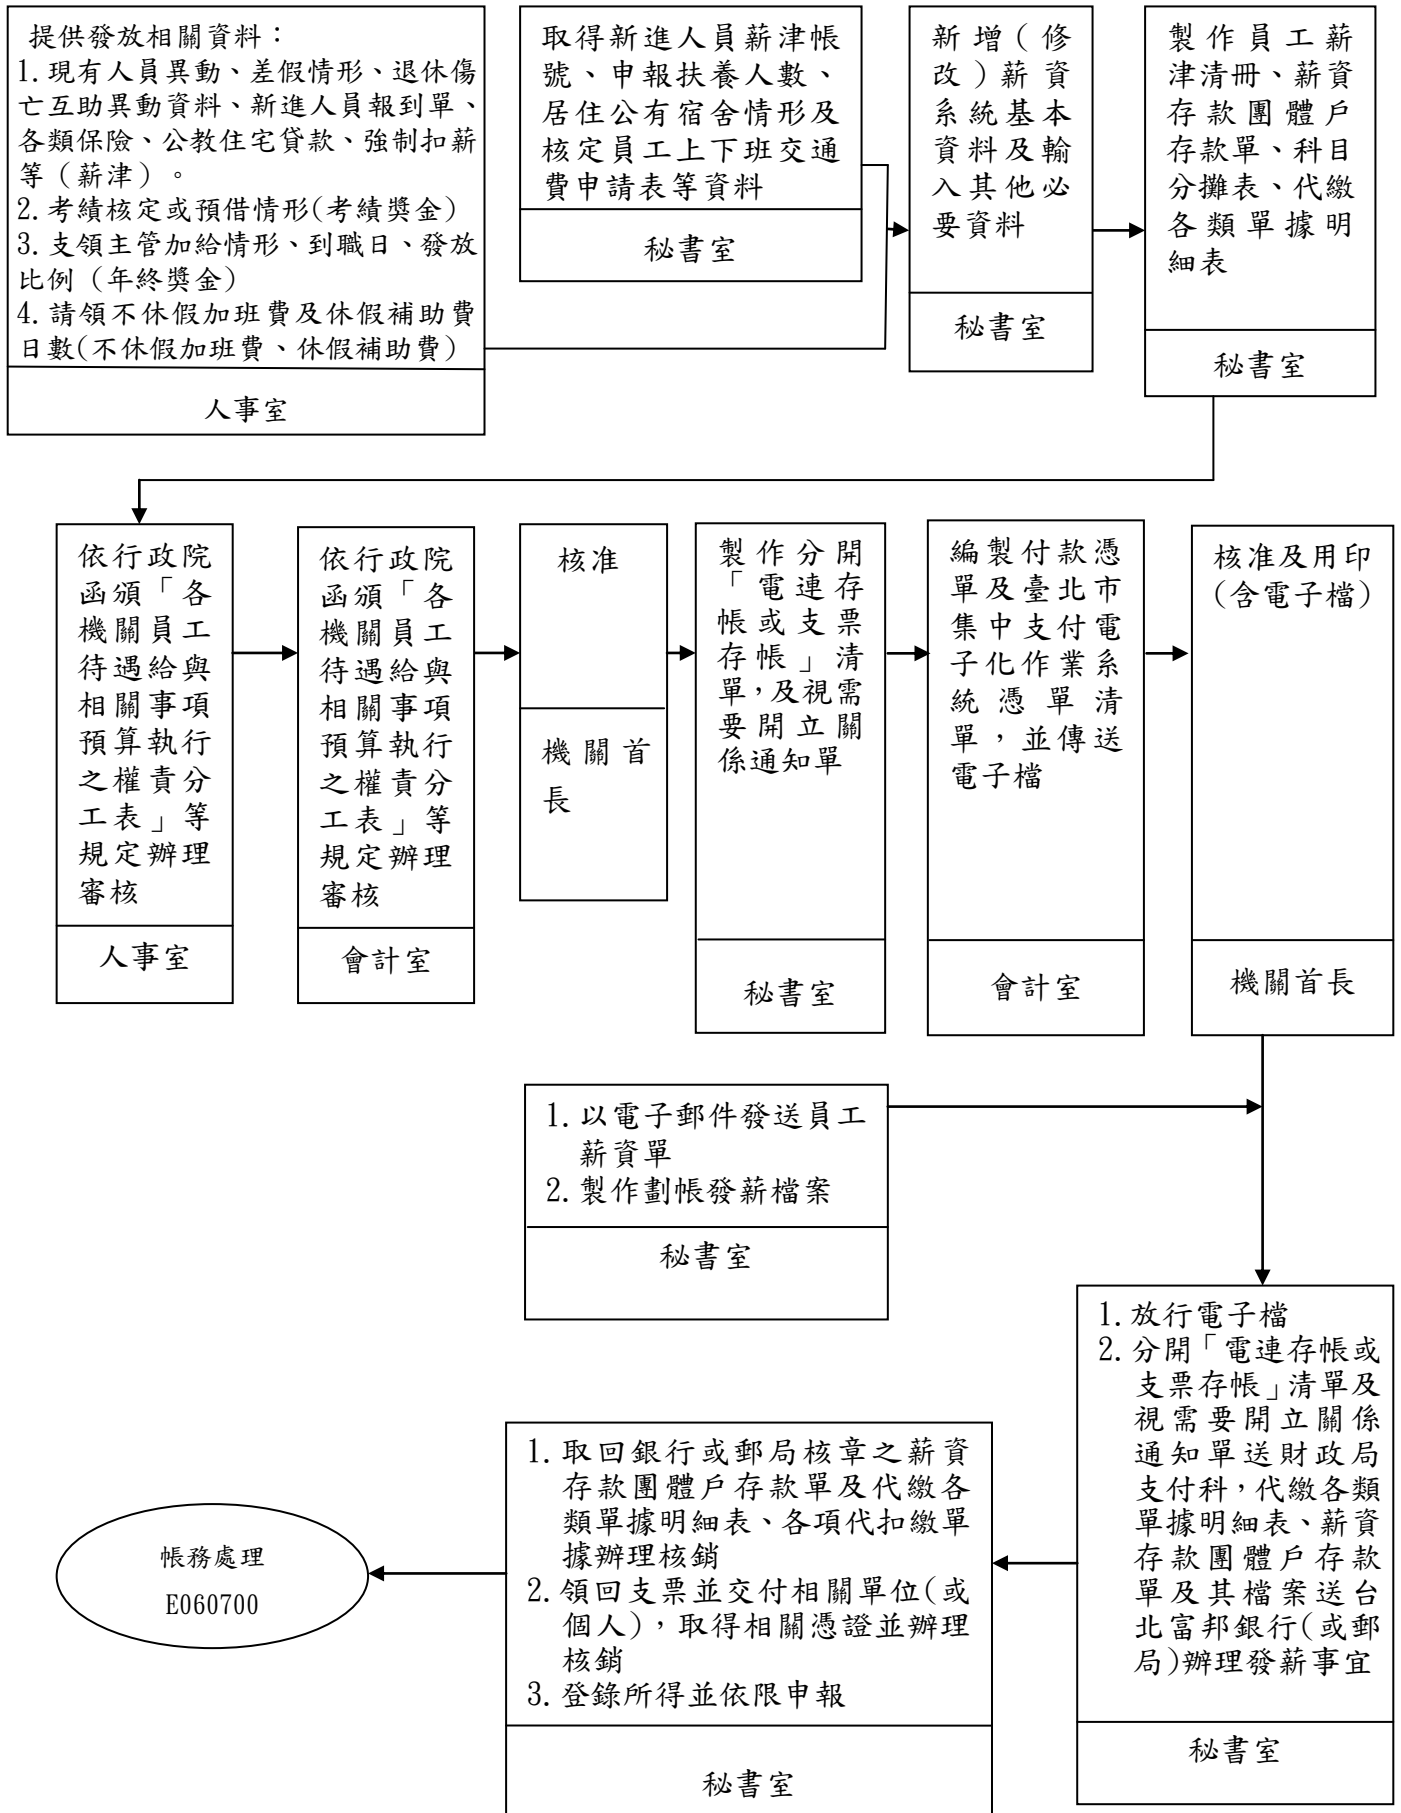 提供發放相關資料：
1.現有人員異動、差假情形、退休傷
亡互助異動資料、新進人員報到單、
各類保險、公教住宅貸款、強制扣薪
等（薪津）。
2.考績核定或預借情形(考績獎金)
3.支領主管加給情形、到職日、發放
比例（年終獎金）
4.請領不休假加班費及休假補助費
日數(不休假加班費、休假補助費)
人事室
取得新進人員薪津帳
號、申報扶養人數、
居住公有宿舍情形及
核定員工上下班交通
費申請表等資料
秘書室
新增（修
改）薪資
系統基本
資料及輸
入其他必
要資料
秘書室
製作員工薪
津清冊、薪資
存款團體戶
存款單、科目
分攤表、代繳
各類單據明
細表
秘書室
依行政院
函頒「各
機關員工
待遇給與
相關事項
預算執行
之權責分
工表」等
規定辦理
審核
人事室
依行政院
函頒「各
機關員工
待遇給與
相關事項
預算執行
之權責分
工表」等
規定辦理
審核
會計室
核准
機關首
長
製作分開
「電連存
帳或支票
存帳」清
單，及視需
要開立關
係通知單
秘書室
編製付款憑
單及臺北市
集中支付電
子化作業系
統憑單清
單，並傳送
電子檔
會計室
核准及用印
(含電子檔)
機關首長
1.以電子郵件發送員工
薪資單
2.製作劃帳發薪檔案
秘書室
1.放行電子檔
2.分開「電連存帳或
支票存帳」清單及
視需要開立關係
通知單送財政局
支付科，代繳各類
單據明細表、薪資
存款團體戶存款
單及其檔案送台
北富邦銀行(或郵
局)辦理發薪事宜
秘書室
1.取回銀行或郵局核章之薪資
存款團體戶存款單及代繳各
類單據明細表、各項代扣繳單
據辦理核銷
2.領回支票並交付相關單位(或
個人)，取得相關憑證並辦理
核銷
3.登錄所得並依限申報
秘書室
帳務處理
E060700